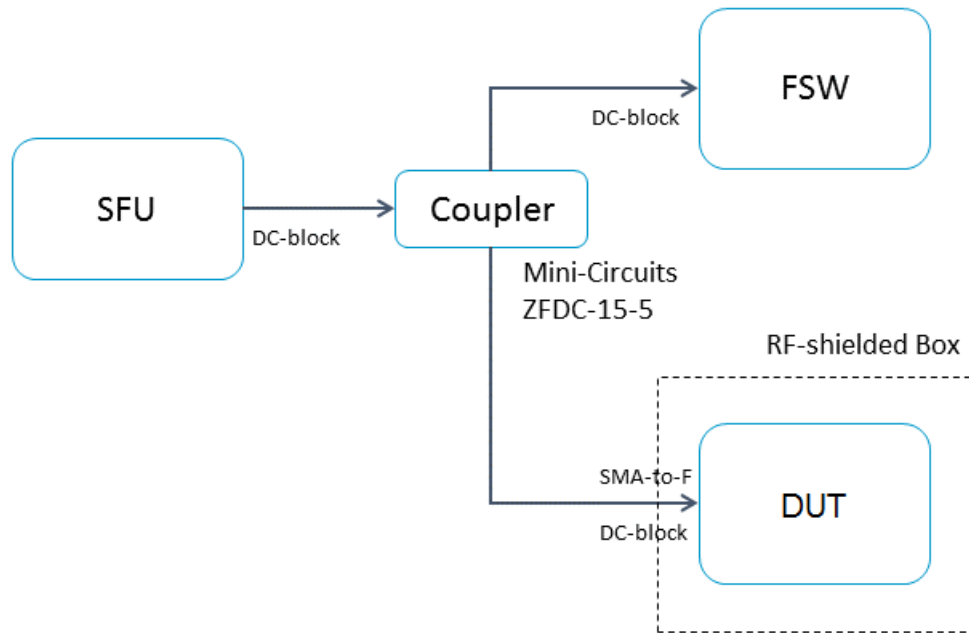 FSW
DC-block
SFU
Coupler
DC-block
Mini-Circuits
ZFDC-15-5
RF-shielded Box
SMA-to-F
DUT
DC-block